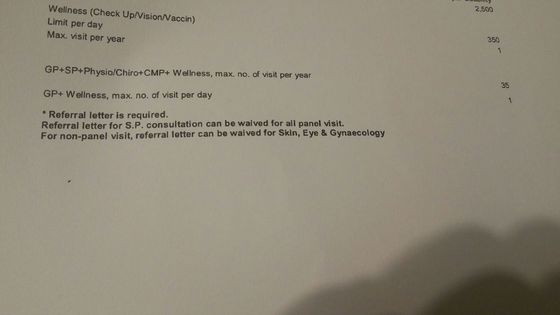 2,500
Wellness (Check Up/Vision/Vaccin)
Limit per day 350
Max. visit per year 1
GP+SP+Physio/Chiro+CMP+ Wellness, max. no. of visit per year 35
GP+ Wellness, max. no. of visit per day 1
* Referral letter is required.
Referral letter for S.P. consultation can be waived for all panel visit.
For non-panel visit, referral letter can be waived for Skin, Eye & Gynaecology